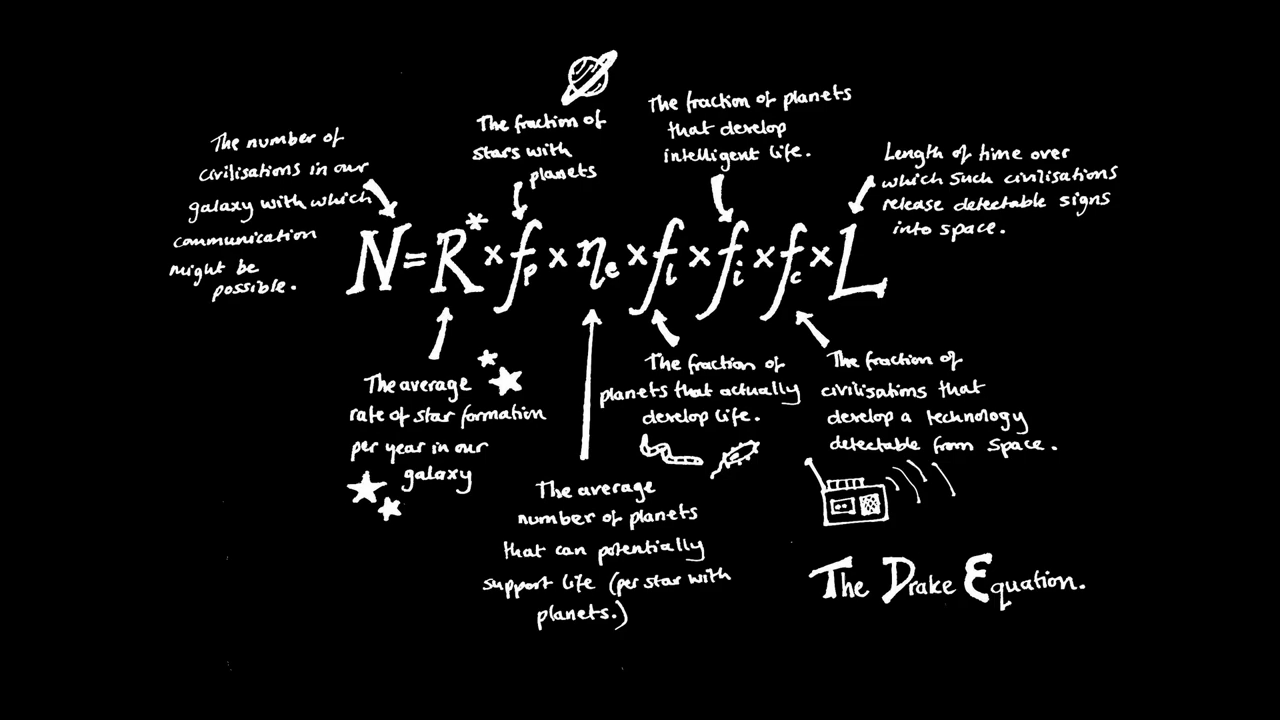 The number of
civilisations in our
galaxy with which
communication
might be
possible.
The fraction of
stars with
planets
The fraction of planets
that develop
intelligent life.
Length of time over
which such civilisations
release detectable signs
into space.
N=R*×fp×ηe×fl×fi×fc×L
The average
rate of star formation
per year in our
galaxy
The average
number of planets
that can potentially
support life (per star with
planets.)
The fraction of
planets that actually
develop life.
The fraction of
civilisations that
develop a technology
detectable from space.
The Drake Equation.